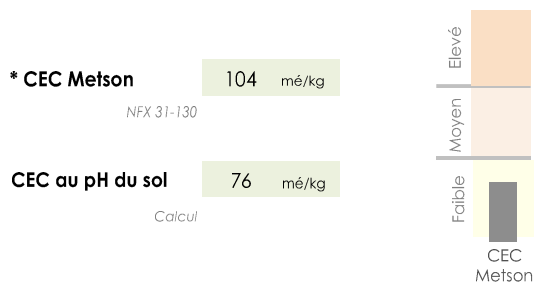 * CEC Metson 104 mé/kg
NFX 31-130
CEC au pH du sol 76 mé/kg
Calcul
Elevé
Moyen
Faible
CEC
Metson